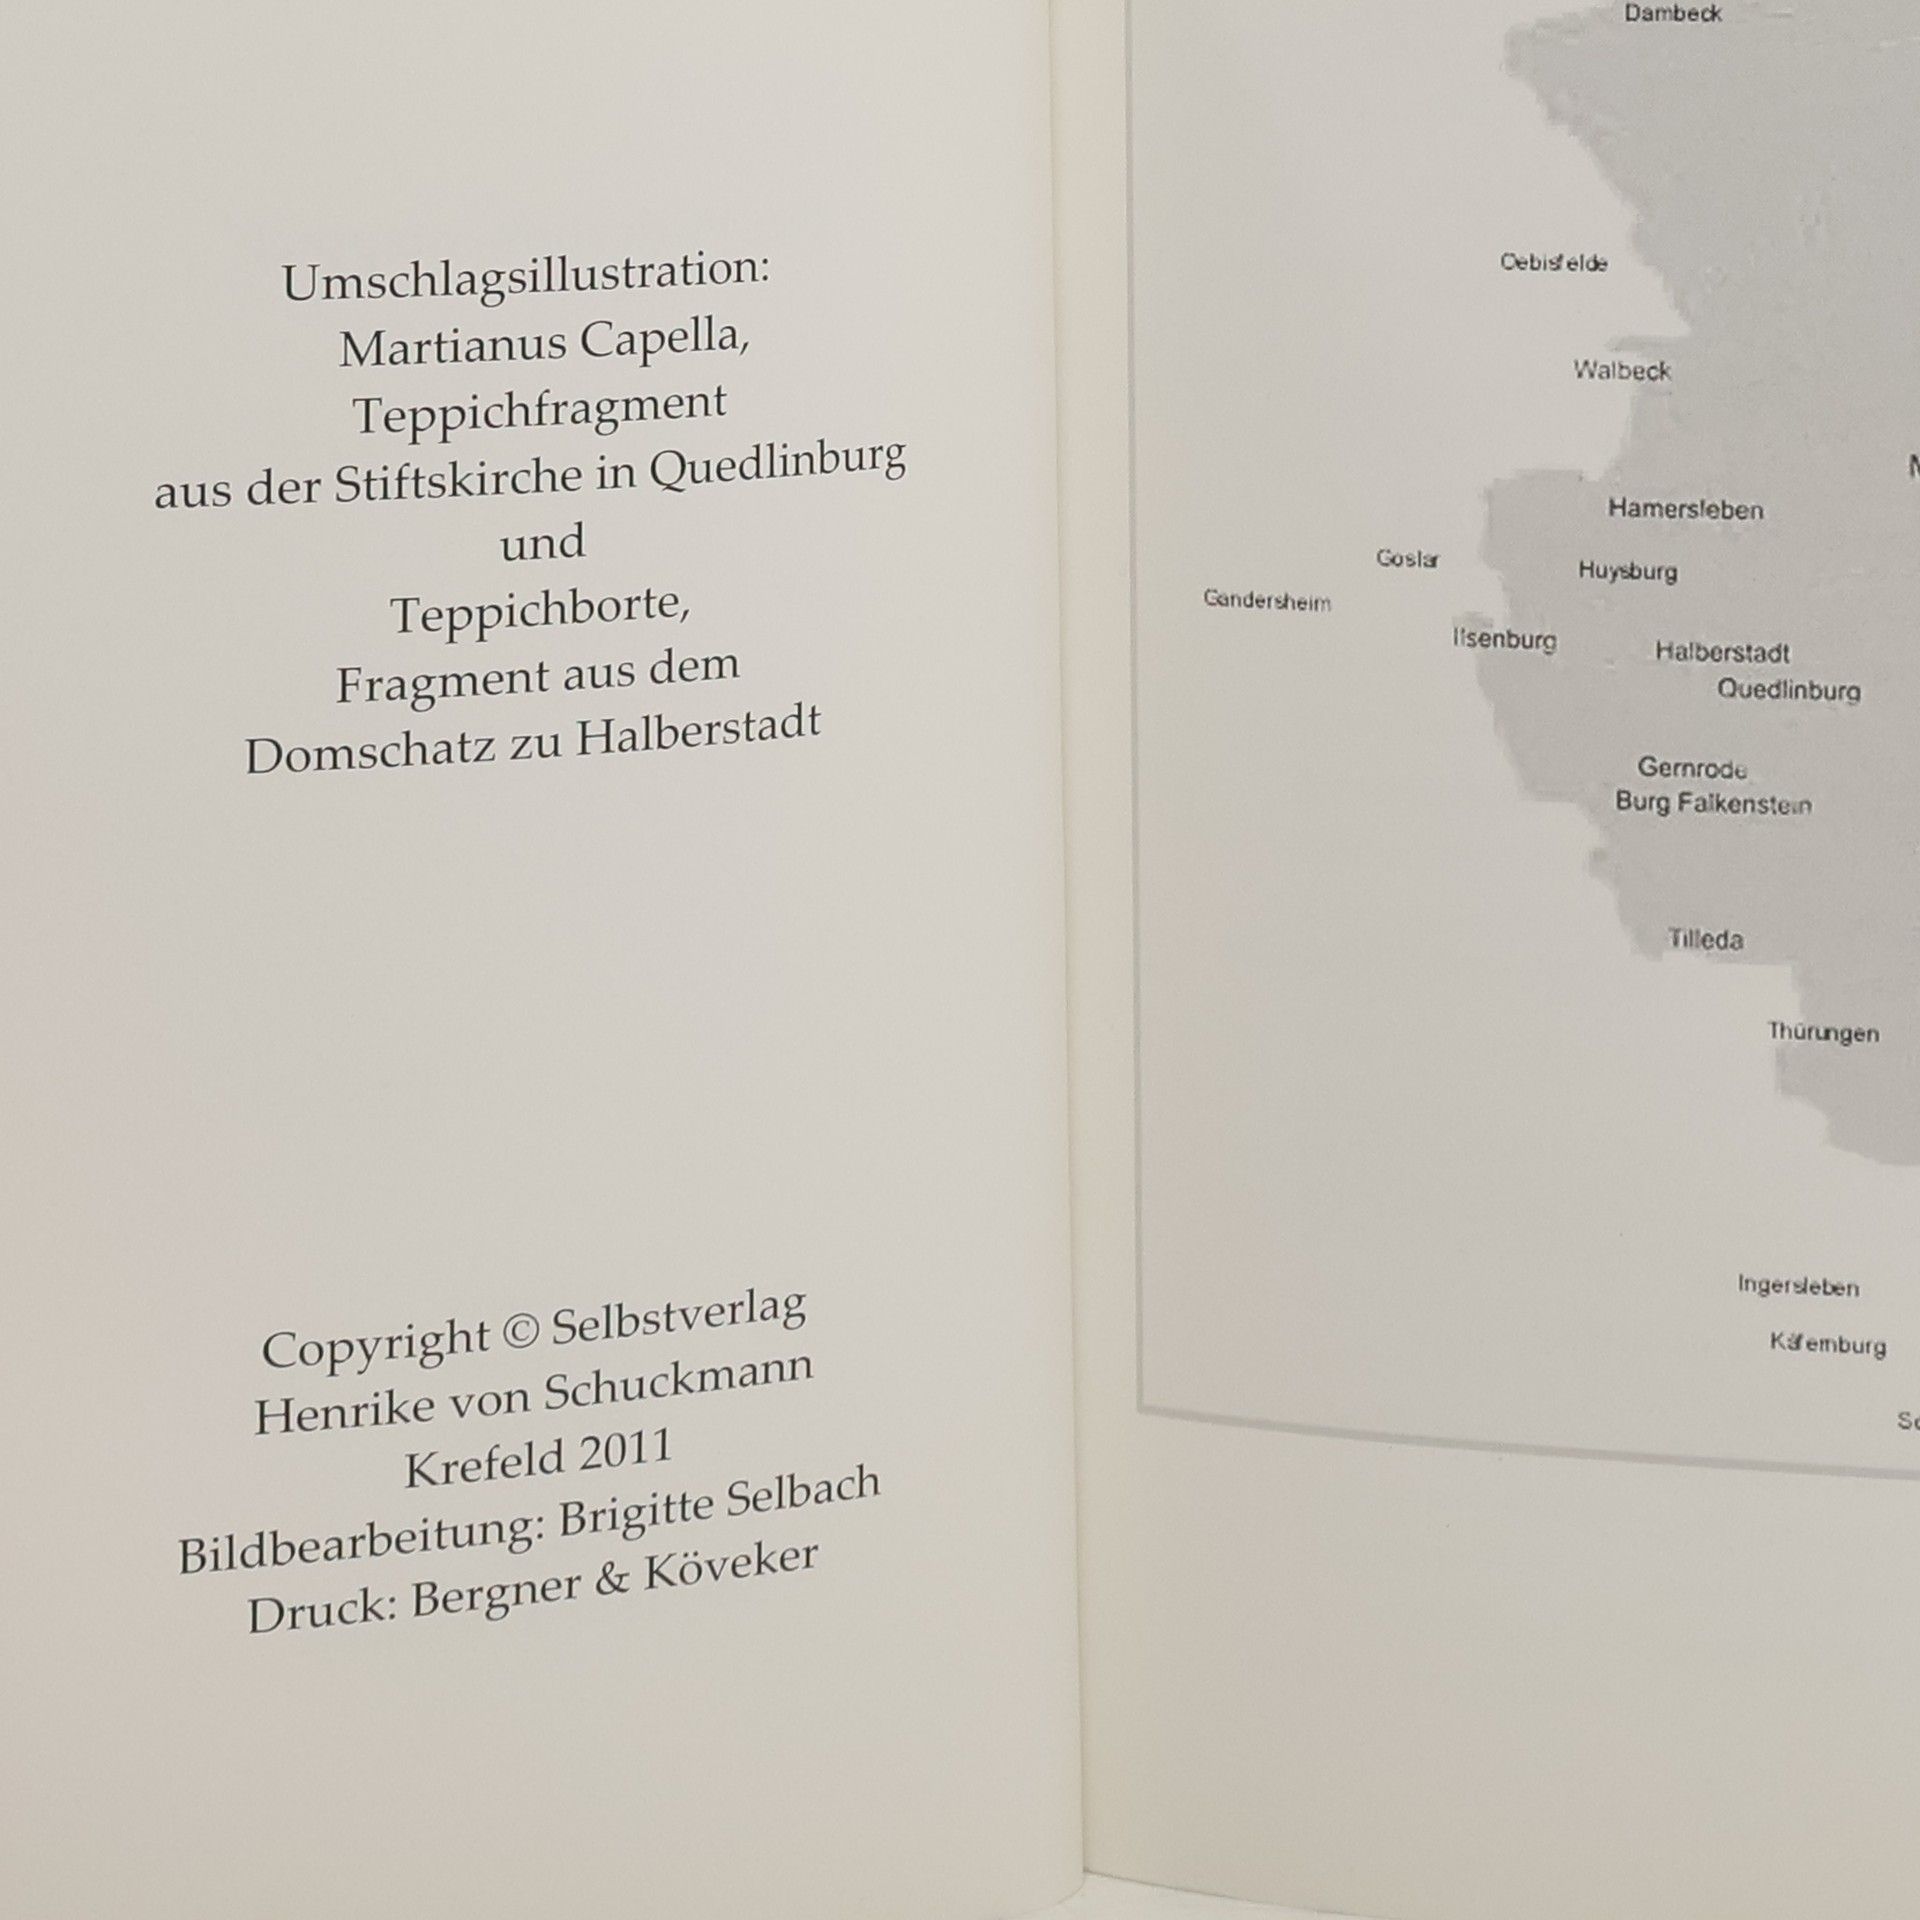 Umschlagsillustration:
Martianus Capella,
Teppichfragment
aus der Stiftskirche in Quedlinburg
und
Teppichborte,
Fragment aus dem
Domschatz zu Halberstadt
Copyright © Selbstverlag
Henrike von Schuckmann
Krefeld 2011
Bildbearbeitung: Brigitte Selbach
Druck: Bergner & Köveker
Dambeck
Oebisfelde
Walbeck
Hamersleben
Goslar
Huysburg
Gandersheim
Ilsenburg
Halberstadt
Quedlinburg
Gernrode
Burg Falkenstein
Tilleda
Thürungen
Ingersleben
Käfernburg